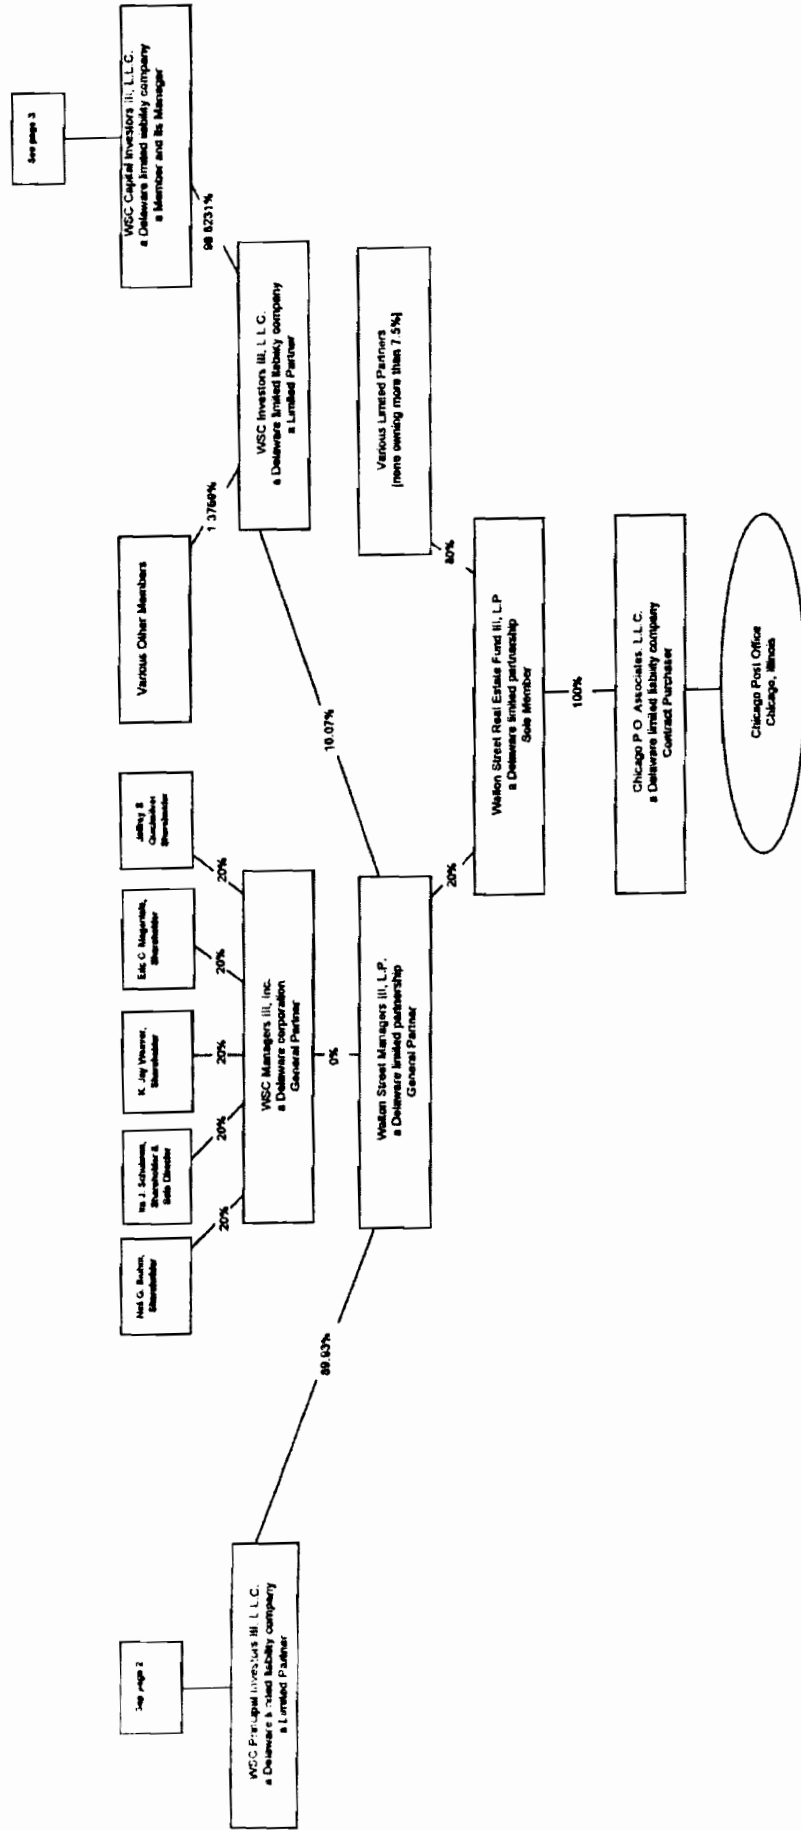 See page 3
WSC Capital Investors III, L.L.C.
a Delaware limited liability company
a Member and its Manager
98.6231%
Various Other Members
1.3769%
WSC Investors III, L.L.C.
a Delaware limited liability company
a Limited Partner
10.07%
Jeffrey S
Shareholder
20%
Eric C
Shareholder
20%
K. Jay Weaver,
Shareholder
20%
Ira J. Schulman,
Shareholder &
Sole Director
20%
Neil G. Bluhm,
Shareholder
20%
WSC Managers III, Inc.
a Delaware corporation
General Partner
0%
See page 2
WSC Principal Investors III, L.L.C.
a Delaware limited liability company
a Limited Partner
89.93%
Walton Street Managers III, L.P.
a Delaware limited partnership
General Partner
20%
Various Limited Partners
[none owning more than 7.5%]
80%
Walton Street Real Estate Fund III, L.P
a Delaware limited partnership
Sole Member
100%
Chicago P O Associates, L.L.C.
a Delaware limited liability company
Contract Purchaser
Chicago Post Office
Chicago, Illinois